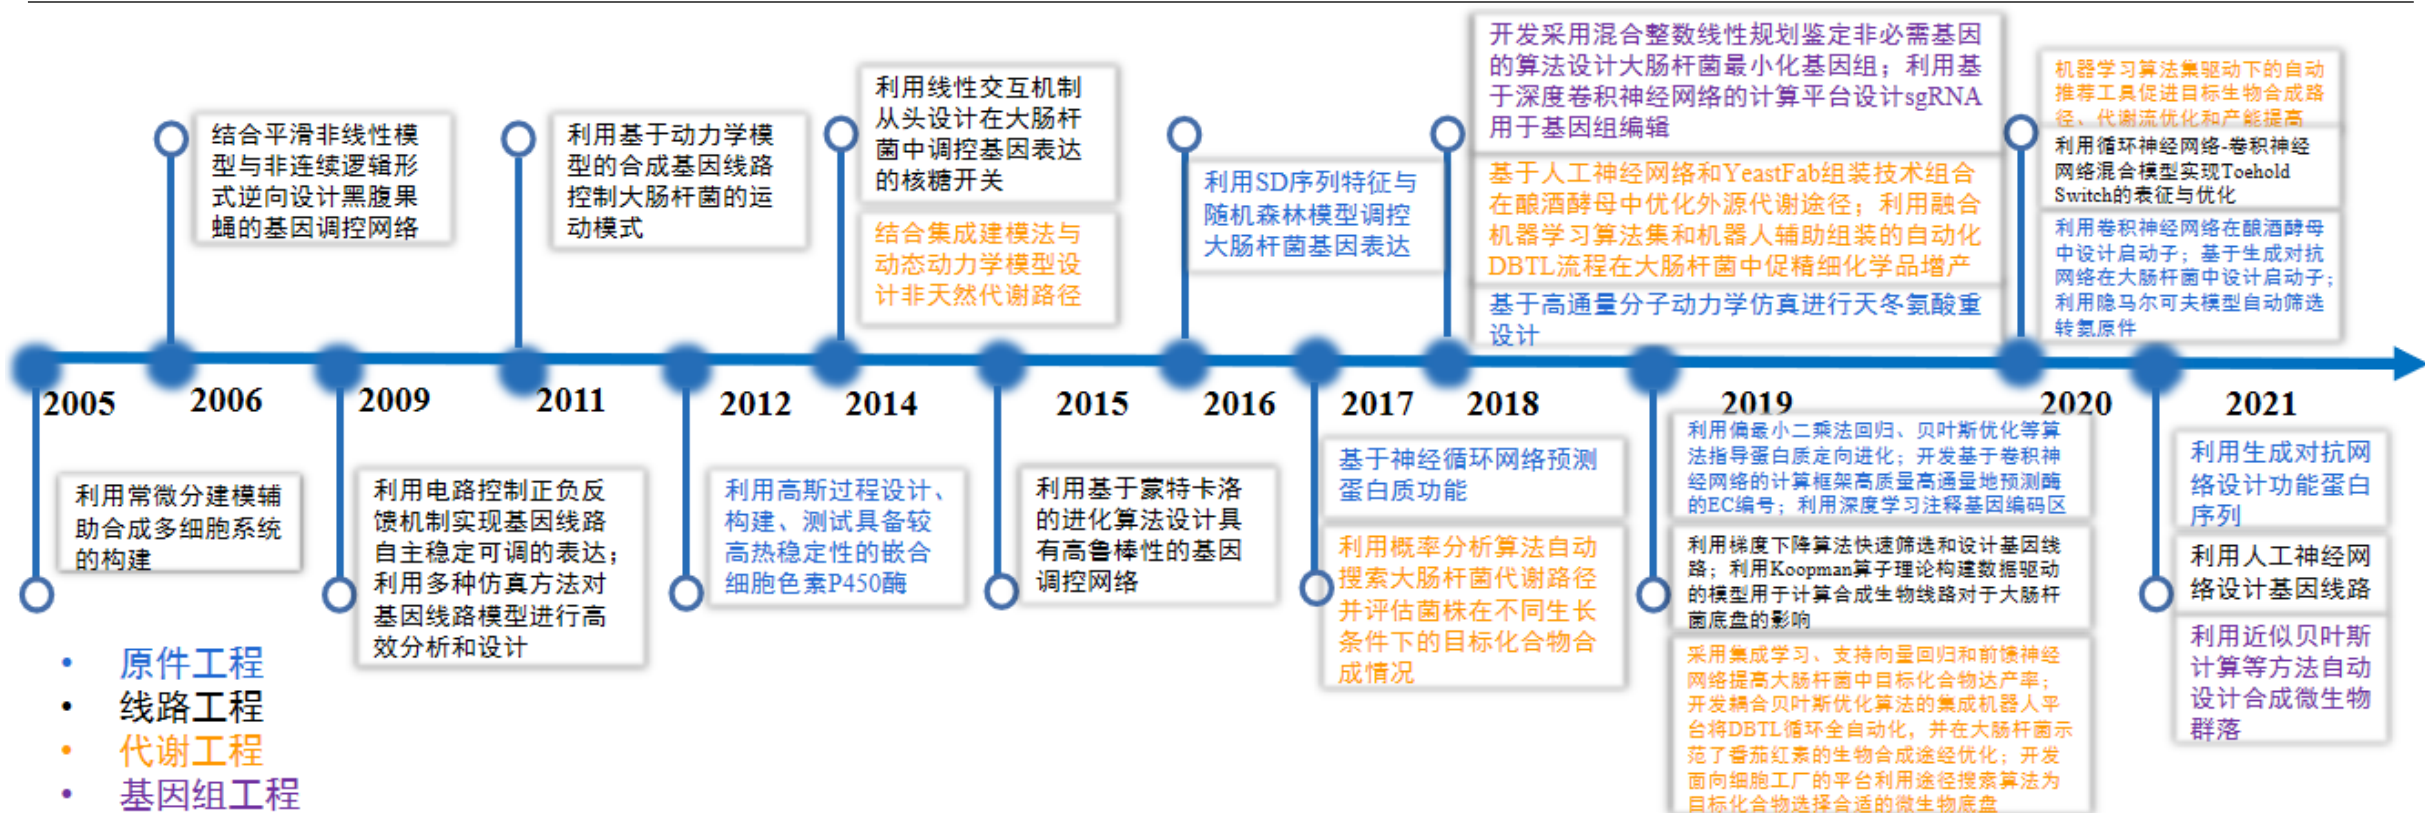 结合平滑非线性模
型与非连续逻辑形
式逆向设计黑腹果
蝇的基因调控网络
利用基于动力学模
型的合成基因线路
控制大肠杆菌的运
动模式
利用线性交互机制
从头设计在大肠杆
菌中调控基因表达
的核糖开关
结合集成建模法与
动态动力学模型设
计非天然代谢路径
利用SD序列特征与
随机森林模型调控
大肠杆菌基因表达
开发采用混合整数线性规划鉴定非必需基因
的算法设计大肠杆菌最小化基因组；利用基
于深度卷积神经网络的计算平台设计sgRNA
用于基因组编辑
基于人工神经网络和YeastFab组装技术组合
在酿酒酵母中优化外源代谢途径；利用融合
机器学习算法集和机器人辅助组装的自动化
DBTL流程在大肠杆菌中促精细化学品增产
基于高通量分子动力学仿真进行天冬氨酸重
设计
机器学习算法集驱动下的自动
推荐工具促进目标生物合成路
径、代谢流优化和产能提高
利用循环神经网络-卷积神经
网络混合模型实现Toehold
Switch的表征与优化
利用卷积神经网络在酿酒酵母
中设计启动子；基于生成对抗
网络在大肠杆菌中设计启动子；
利用隐马尔可夫模型自动筛选
转氨原件
2005
2006
2009
2011
2012
2014
2015
2016
2017
2018
2019
2020
2021
利用常微分建模辅
助合成多细胞系统
的构建
利用电路控制正负反
馈机制实现基因线路
自主稳定可调的表达；
利用多种仿真方法对
基因线路模型进行高
效分析和设计
利用高斯过程设计、
构建、测试具备较
高热稳定性的嵌合
细胞色素P450酶
利用基于蒙特卡洛
的进化算法设计具
有高鲁棒性的基因
调控网络
基于神经循环网络预测
蛋白质功能
利用概率分析算法自动
搜索大肠杆菌代谢路径
并评估菌株在不同生长
条件下的目标化合物合
成情况
利用偏最小二乘法回归、贝叶斯优化等算
法指导蛋白质定向进化；开发基于卷积神
经网络的计算框架高质量高通量地预测酶
的EC编号；利用深度学习注释基因编码区
利用梯度下降算法快速筛选和设计基因线
路；利用Koopman算子理论构建数据驱动
的模型用于计算合成生物线路对于大肠杆
菌底盘的影响
采用集成学习、支持向量回归和前馈神经
网络提高大肠杆菌中目标化合物达产率；
开发耦合贝叶斯优化算法的集成机器人平
台将DBTL循环全自动化，并在大肠杆菌示
范了番茄红素的生物合成途经优化；开发
面向细胞工厂的平台利用途径搜索算法为
目标化合物选择合适的微生物底盘
利用生成对抗网
络设计功能蛋白
序列
利用人工神经网
络设计基因线路
利用近似贝叶斯
计算等方法自动
设计合成微生物
群落
• 原件工程
• 线路工程
• 代谢工程
• 基因组工程